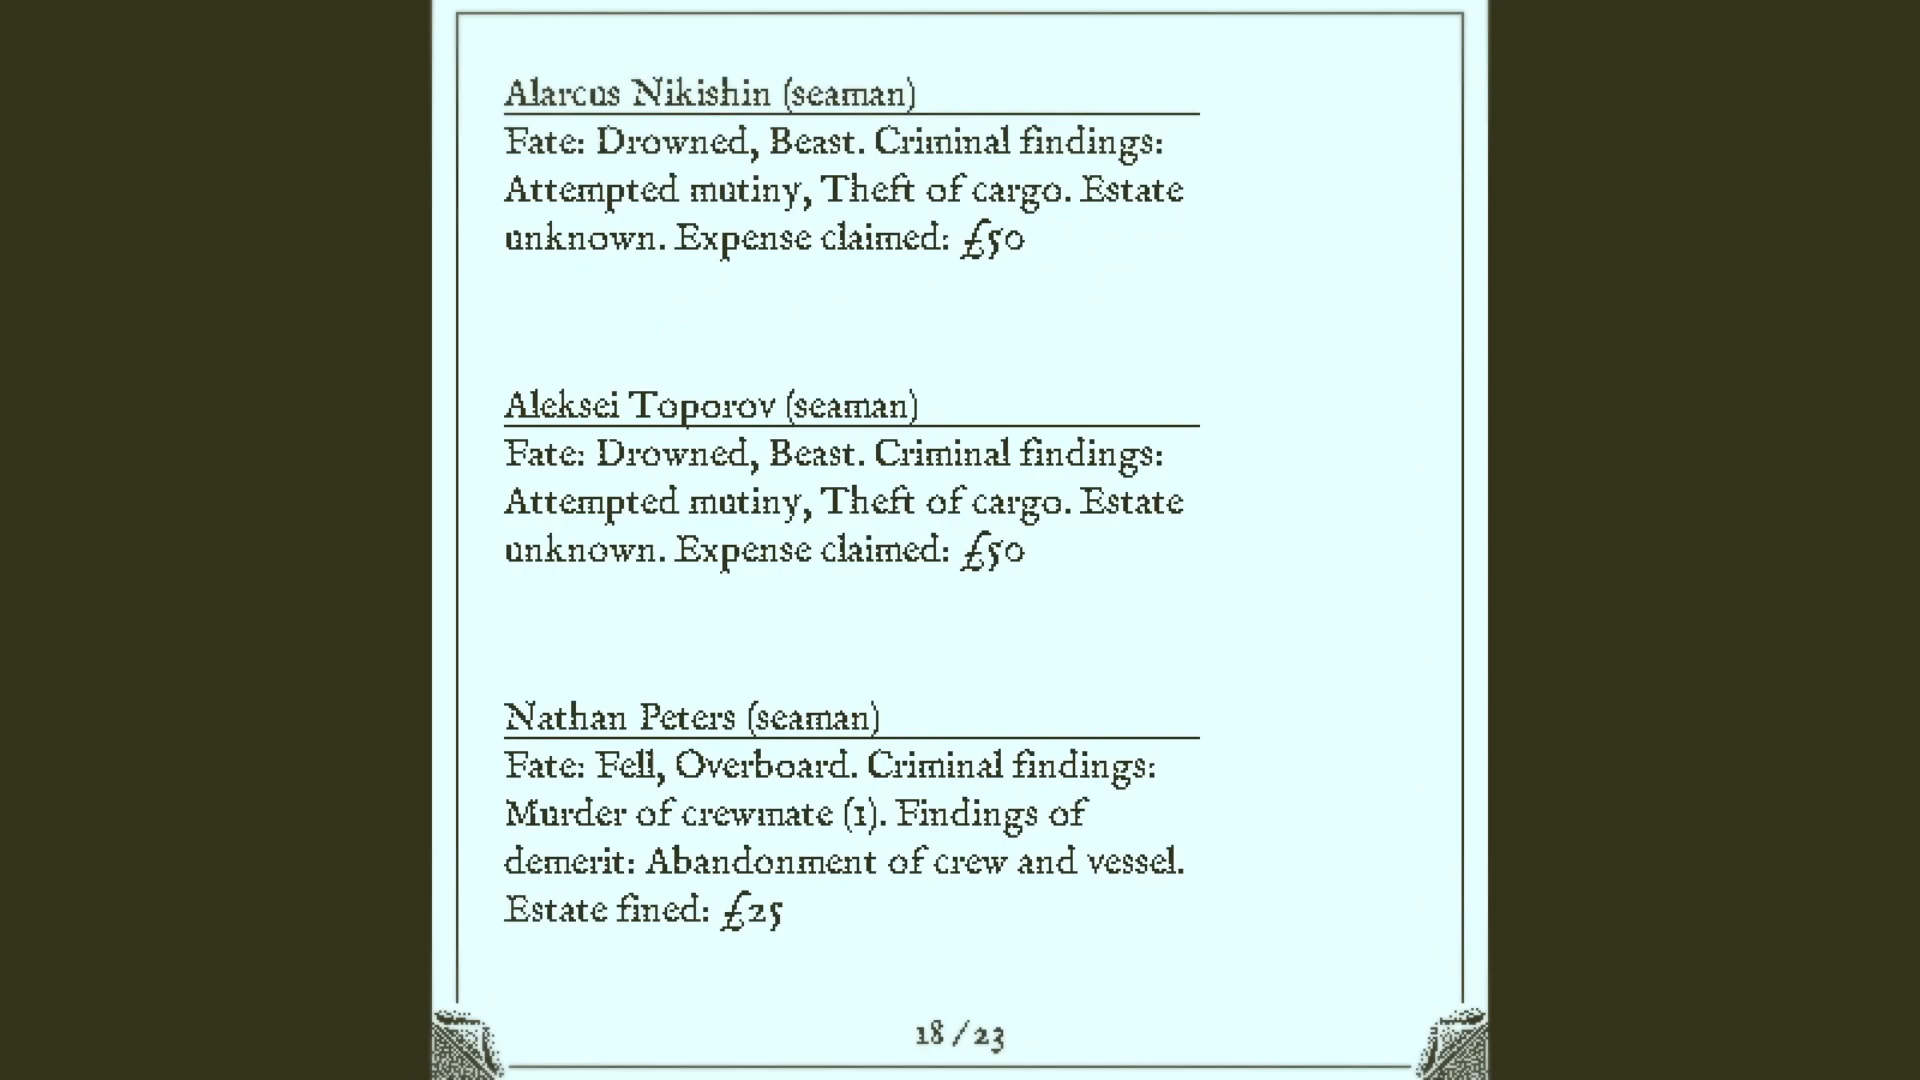 Alarcus Nikishin (seaman)
Fate: Drowned, Beast. Criminal findings:
Attempted mutiny, Theft of cargo. Estate
unknown. Expense claimed: £50
Aleksei Toporov (seaman)
Fate: Drowned, Beast. Criminal findings:
Attempted mutiny, Theft of cargo. Estate
unknown. Expense claimed: £50
Nathan Peters (seaman)
Fate: Fell, Overboard. Criminal findings:
Murder of crewmate (1). Findings of
demerit: Abandonment of crew and vessel.
Estate fined: £25
18 / 23